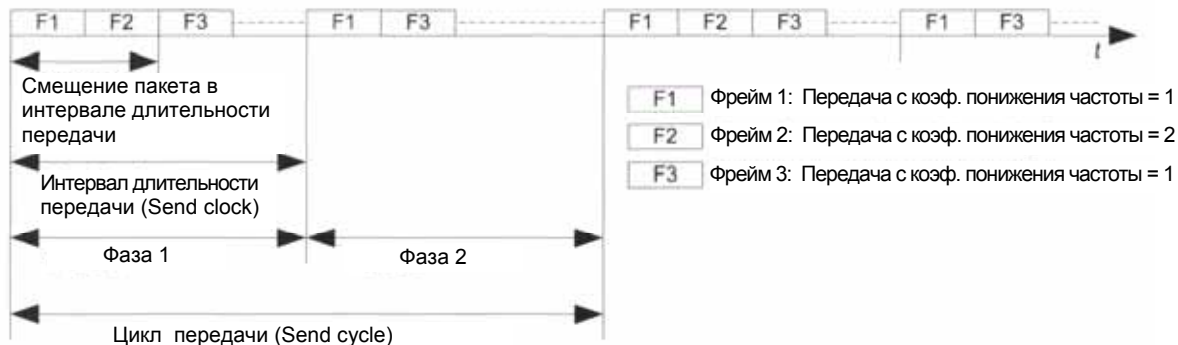 F1 F2 F3 F1 F3 F1 F2 F3 F1 F3
t
Смещение пакета в
интервале длительности
передачи
F1 Фрейм 1: Передача с коэф. понижения частоты = 1
F2 Фрейм 2: Передача с коэф. понижения частоты = 2
F3 Фрейм 3: Передача с коэф. понижения частоты = 1
Интервал длительности
передачи (Send clock)
Фаза 1 Фаза 2
Цикл передачи (Send cycle)